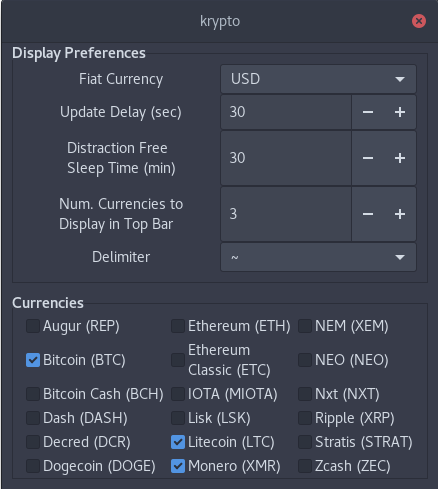 krypto
Display Preferences
Fiat Currency
USD
Update Delay (sec)
30
Distraction Free
Sleep Time (min)
30
Num. Currencies to
Display in Top Bar
3
Delimiter
~
Currencies
Augur (REP)
Ethereum (ETH)
NEM (XEM)
Bitcoin (BTC)
Ethereum
Classic (ETC)
NEO (NEO)
Bitcoin Cash (BCH)
IOTA (MIOTA)
Nxt (NXT)
Dash (DASH)
Lisk (LSK)
Ripple (XRP)
Decred (DCR)
Litecoin (LTC)
Stratis (STRAT)
Dogecoin (DOGE)
Monero (XMR)
Zcash (ZEC)